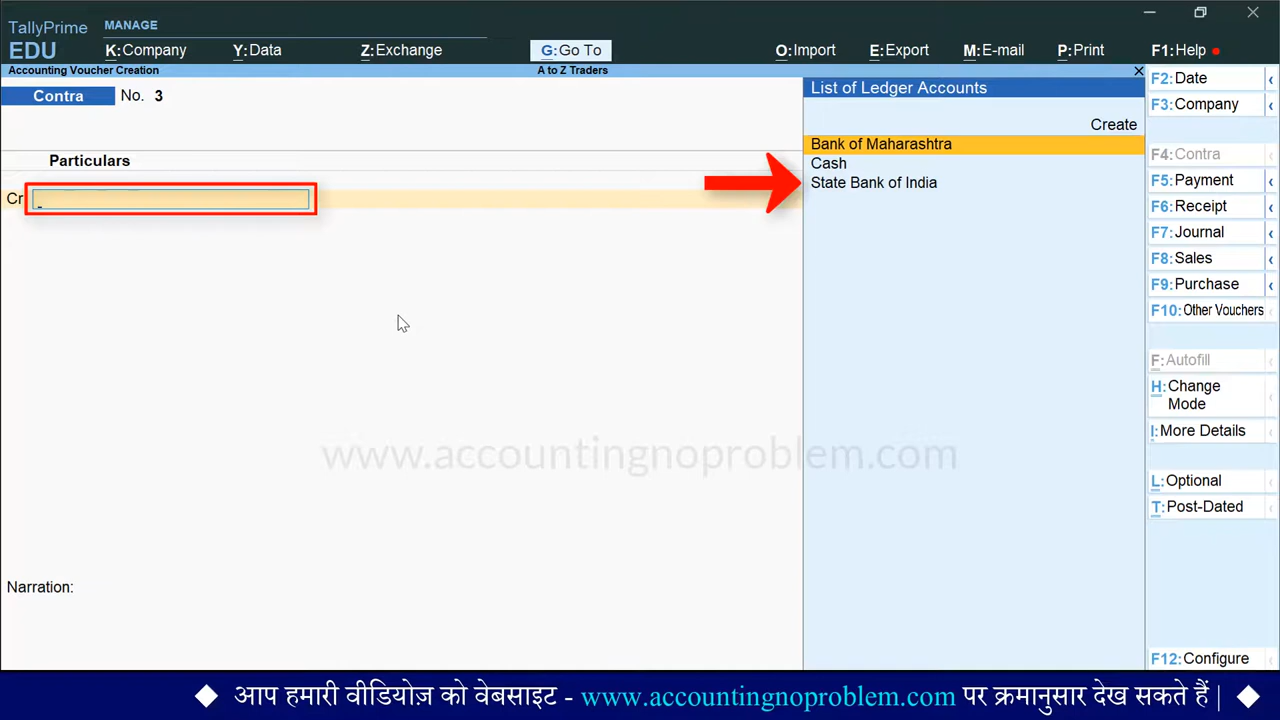 TallyPrime
EDU
MANAGE
K:Company Y:Data Z:Exchange G:Go To O:Import E:Export M:E-mail P:Print F1:Help
Accounting Voucher Creation A to Z Traders
Contra No. 3
Particulars
Cr
List of Ledger Accounts
Create
Bank of Maharashtra
Cash
State Bank of India
F2:Date
F3:Company
F4:Contra
F5:Payment
F6:Receipt
F7:Journal
F8:Sales
F9:Purchase
F10:Other Vouchers
F:Autofill
H:Change
Mode
I:More Details
L:Optional
T:Post-Dated
F12:Configure
www.accountingnoproblem.com
Narration:
आप हमारी वीडियोज़ को वेबसाइट - www.accountingnoproblem.com पर क्रमानुसार देख सकते हैं |